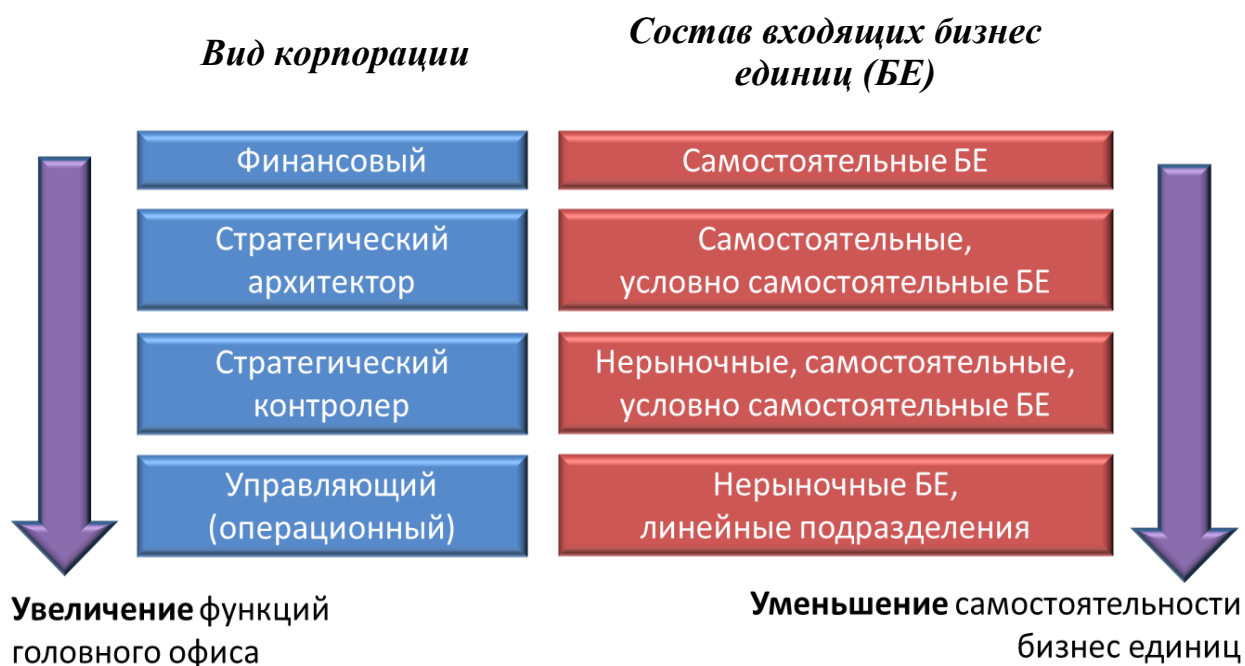 Вид корпорации
Состав входящих бизнес
единиц (БЕ)
Финансовый
Самостоятельные БЕ
Стратегический
архитектор
Самостоятельные,
условно самостоятельные БЕ
Стратегический
контролер
Нерыночные, самостоятельные,
условно самостоятельные БЕ
Управляющий
(операционный)
Нерыночные БЕ,
линейные подразделения
Увеличение функций
головного офиса
Уменьшение самостоятельности
бизнес единиц